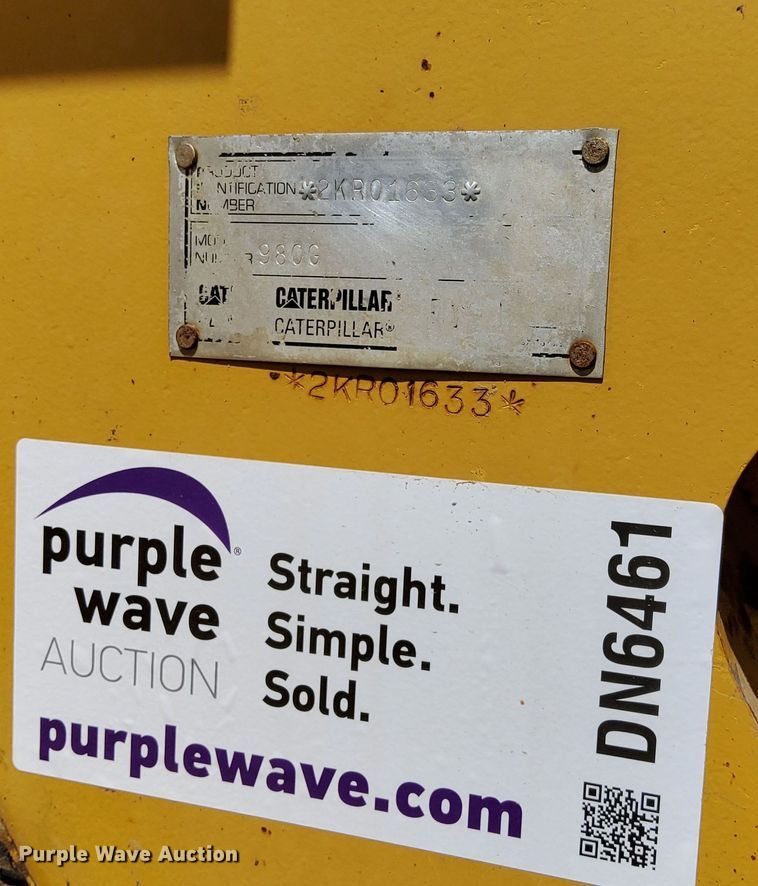 PRODUCT
IDENTIFICATION *2KR01633*
NUMBER
NUMBER 980G
CAT CATERPILLAR
CATERPILLAR®
*2KR01633*
purple
wave®
AUCTION
Straight.
Simple.
Sold.
purplewave.com
DN6461
Purple Wave Auction